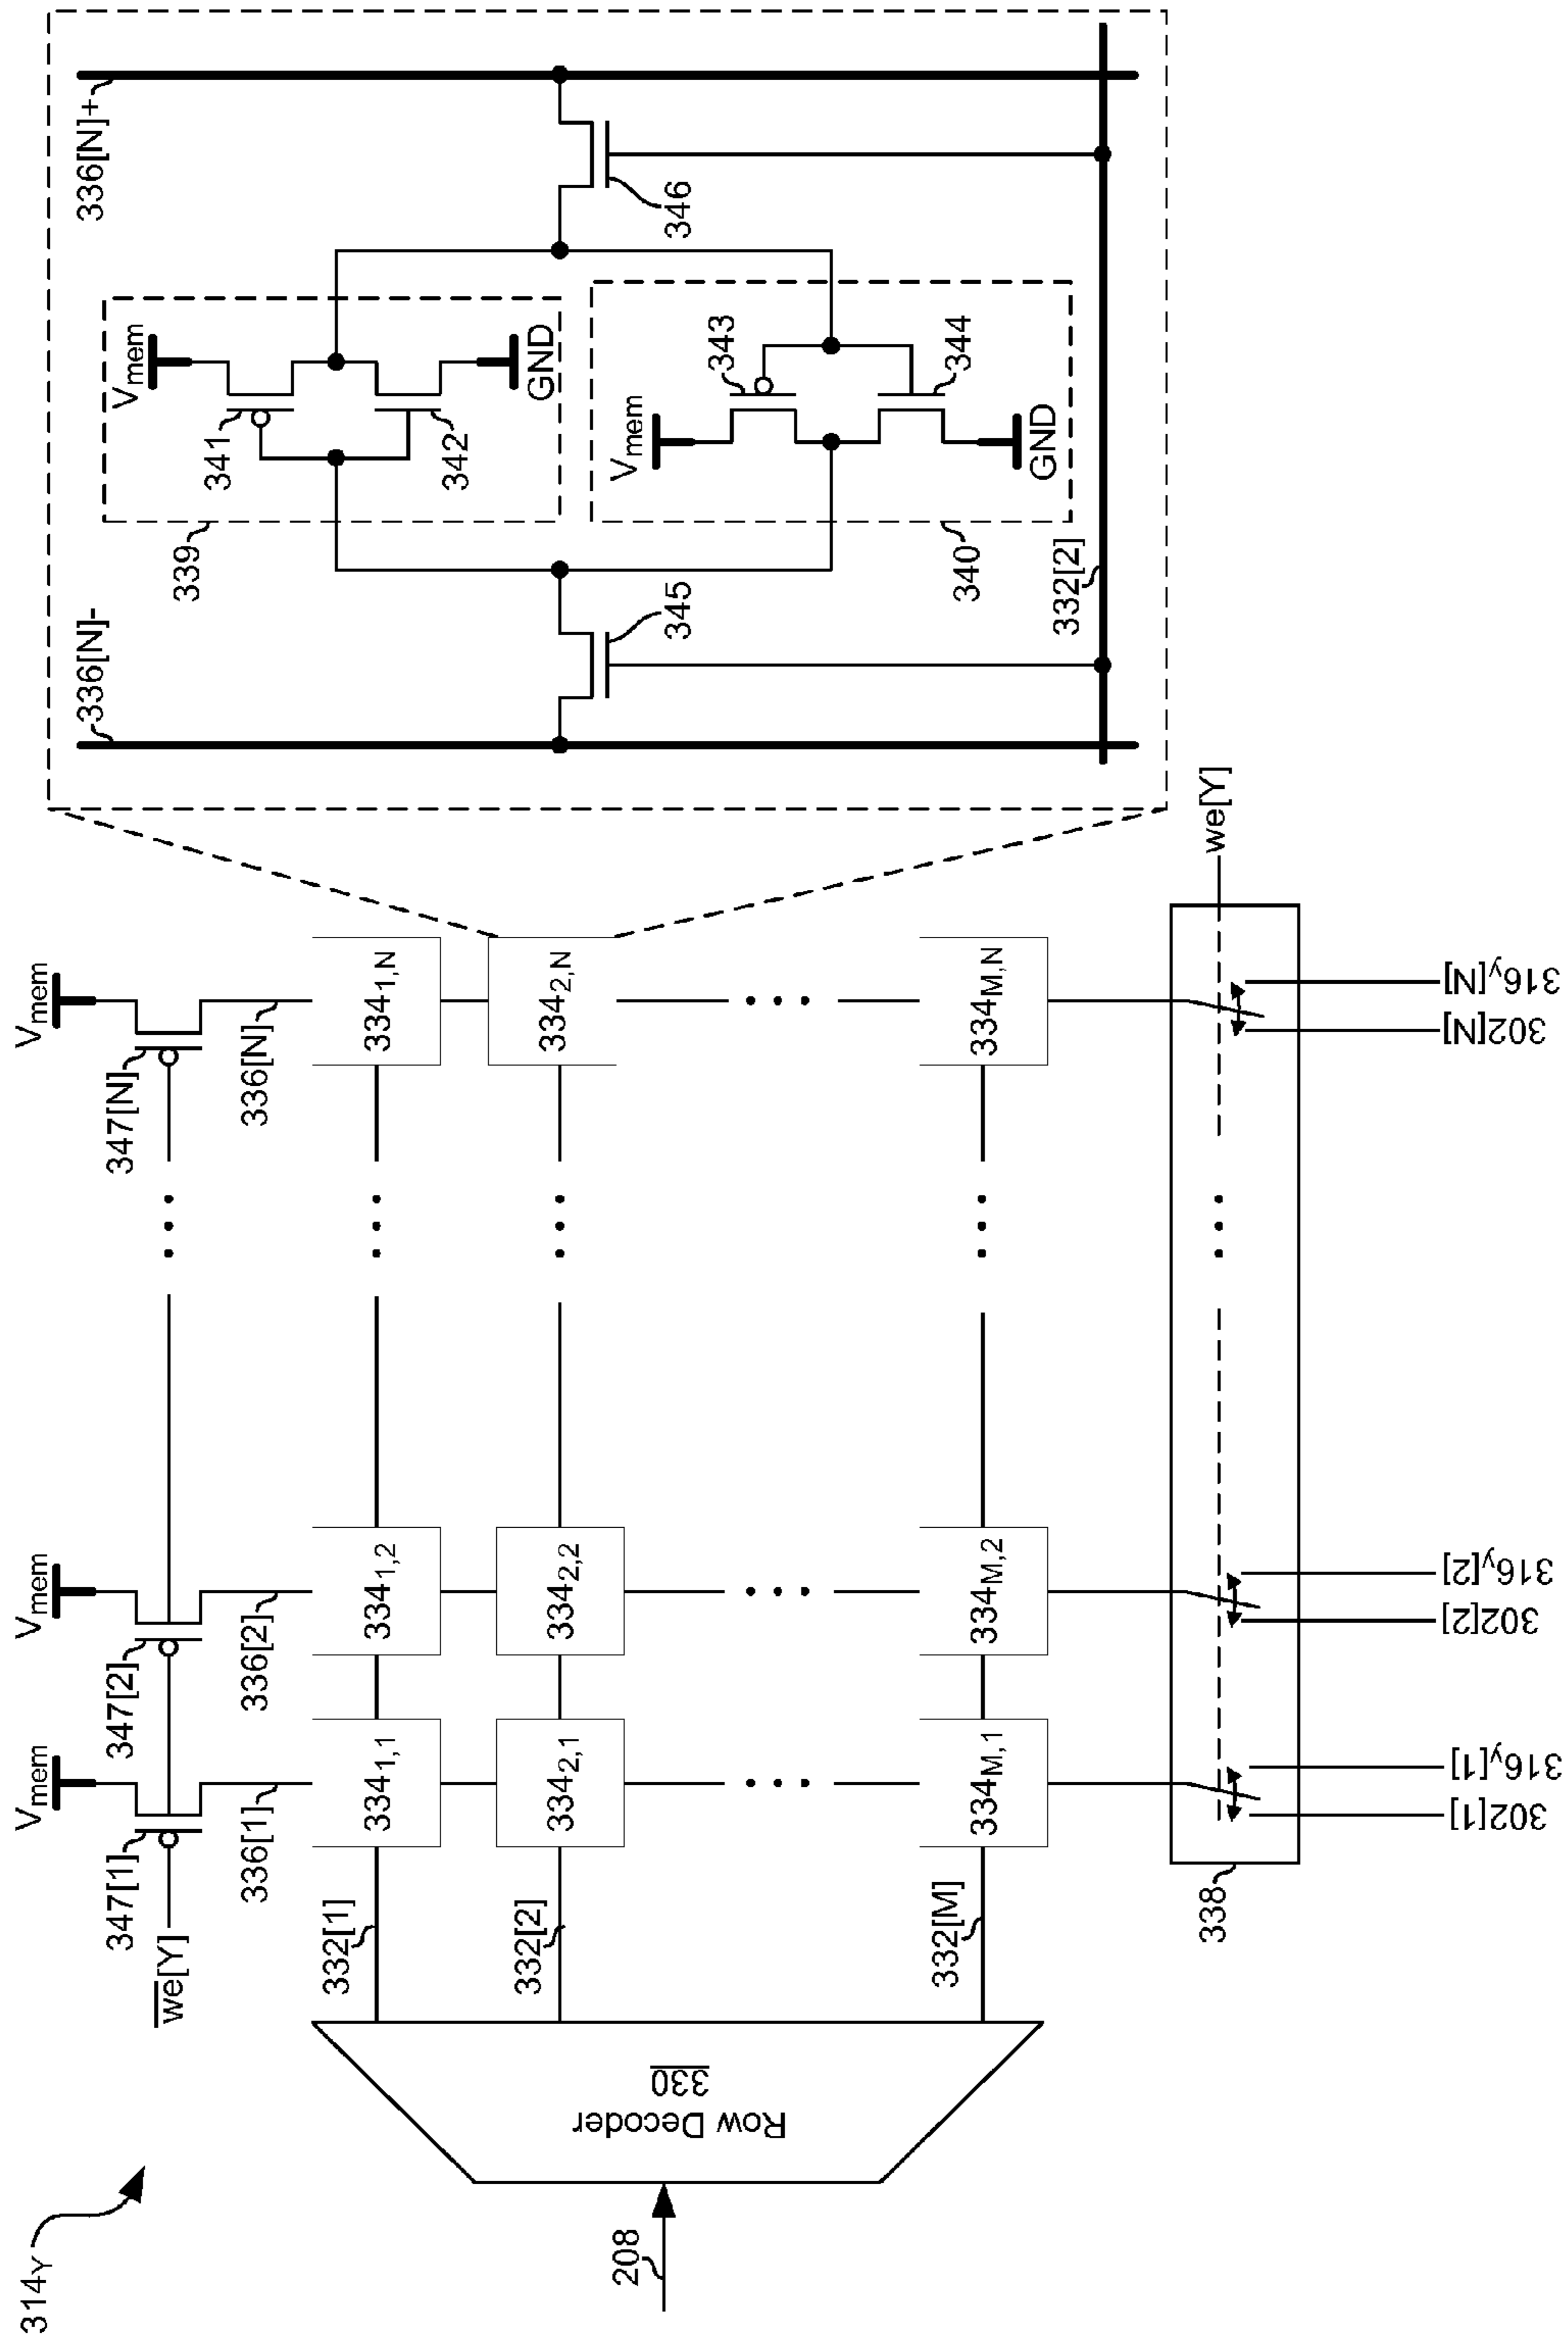 314Y
208
Row Decoder
330
we[Y]
347[1]
347[2]
347[N]
Vmem
Vmem
Vmem
336[1]
336[2]
336[N]
332[1]
332[2]
332[M]
3341,1
3341,2
3341,N
3342,1
3342,2
3342,N
334M,1
334M,2
334M,N
338
we[Y]
302[1]
316y[1]
302[2]
316y[2]
302[N]
316y[N]
336[N]-
336[N]+
339
341
342
Vmem
GND
340
343
344
Vmem
GND
345
346
332[2]